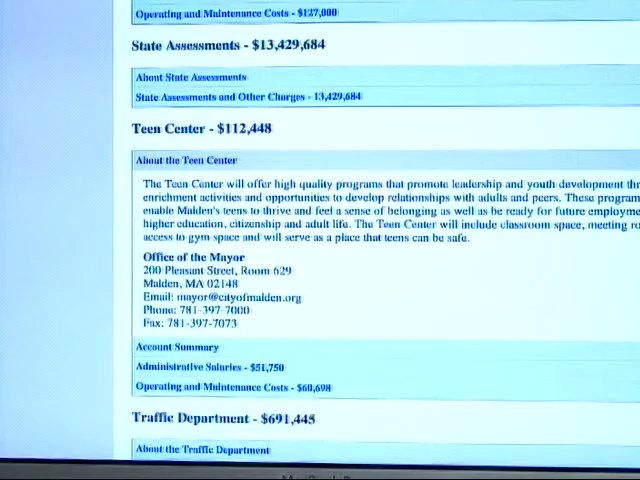 Operating and Maintenance Costs - $127,000
State Assessments - $13,429,684
About State Assessments
State Assessments and Other Charges - 13,429,684
Teen Center - $112,448
About the Teen Center
The Teen Center will offer high quality programs that promote leadership and youth development
enrichment activities and opportunities to develop relationships with adults and peers. These
enable Malden's teens to thrive and feel a sense of belonging as well as be ready for future
higher education, citizenship and adult life. The Teen Center will include classroom space, meeting
access to gym space and will serve as a place that teens can be safe.
Office of the Mayor
200 Pleasant Street, Room 629
Malden, MA 02148
Email: mayor@cityofmalden.org
Phone: 781-397-7000
Fax: 781-397-7073
Account Summary
Administrative Salaries - $51,750
Operating and Maintenance Costs - $60,698
Traffic Department - $691,445
About the Traffic Department